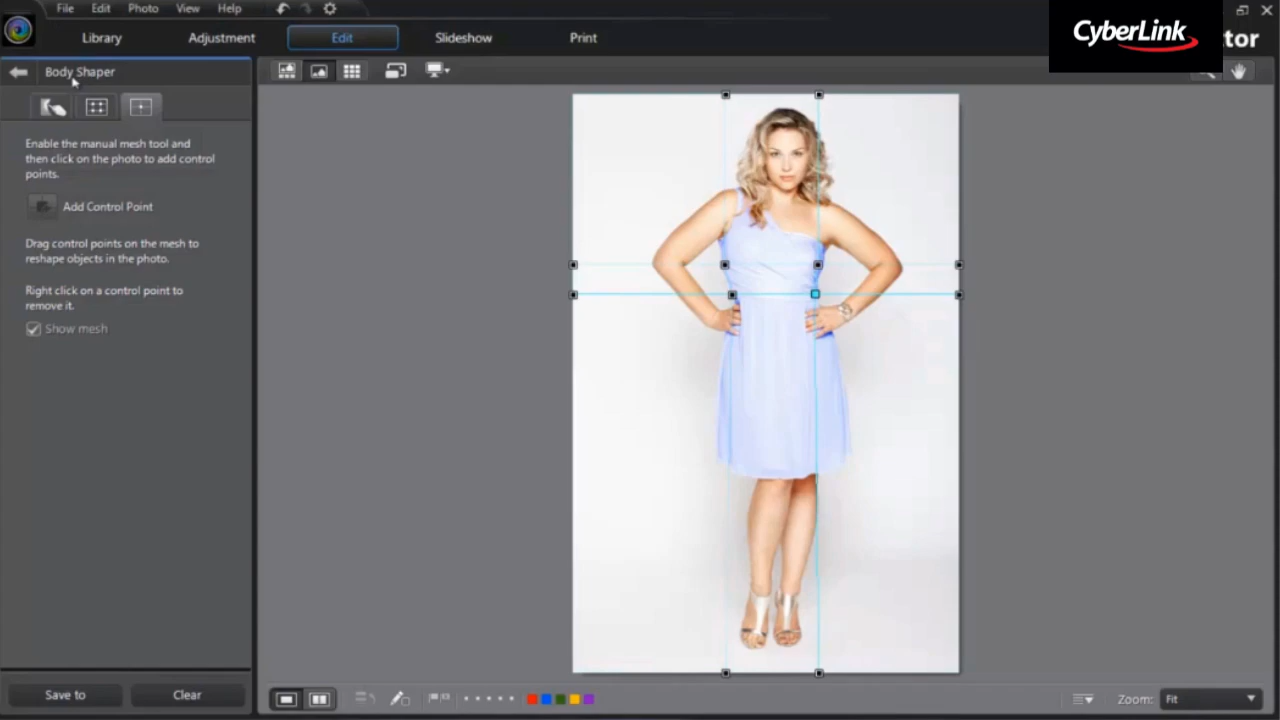 File Edit Photo View Help
CyberLink
tor
Library Adjustment Edit Slideshow Print
Body Shaper
Enable the manual mesh tool and
then click on the photo to add control
points.
Add Control Point
Drag control points on the mesh to
reshape objects in the photo.
Right click on a control point to
remove it.
Show mesh
Save to Clear
Zoom: Fit